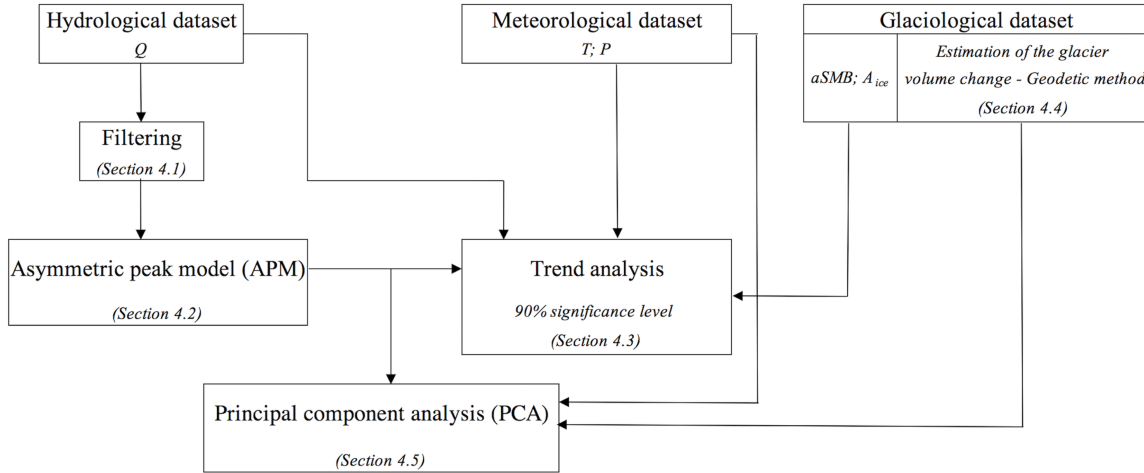 Hydrological dataset
Q
Meteorological dataset
T; P
Glaciological dataset
aSMB; A ice
Estimation of the glacier
volume change - Geodetic method
(Section 4.4)
Filtering
(Section 4.1)
Asymmetric peak model (APM)
(Section 4.2)
Trend analysis
90% significance level
(Section 4.3)
Principal component analysis (PCA)
(Section 4.5)